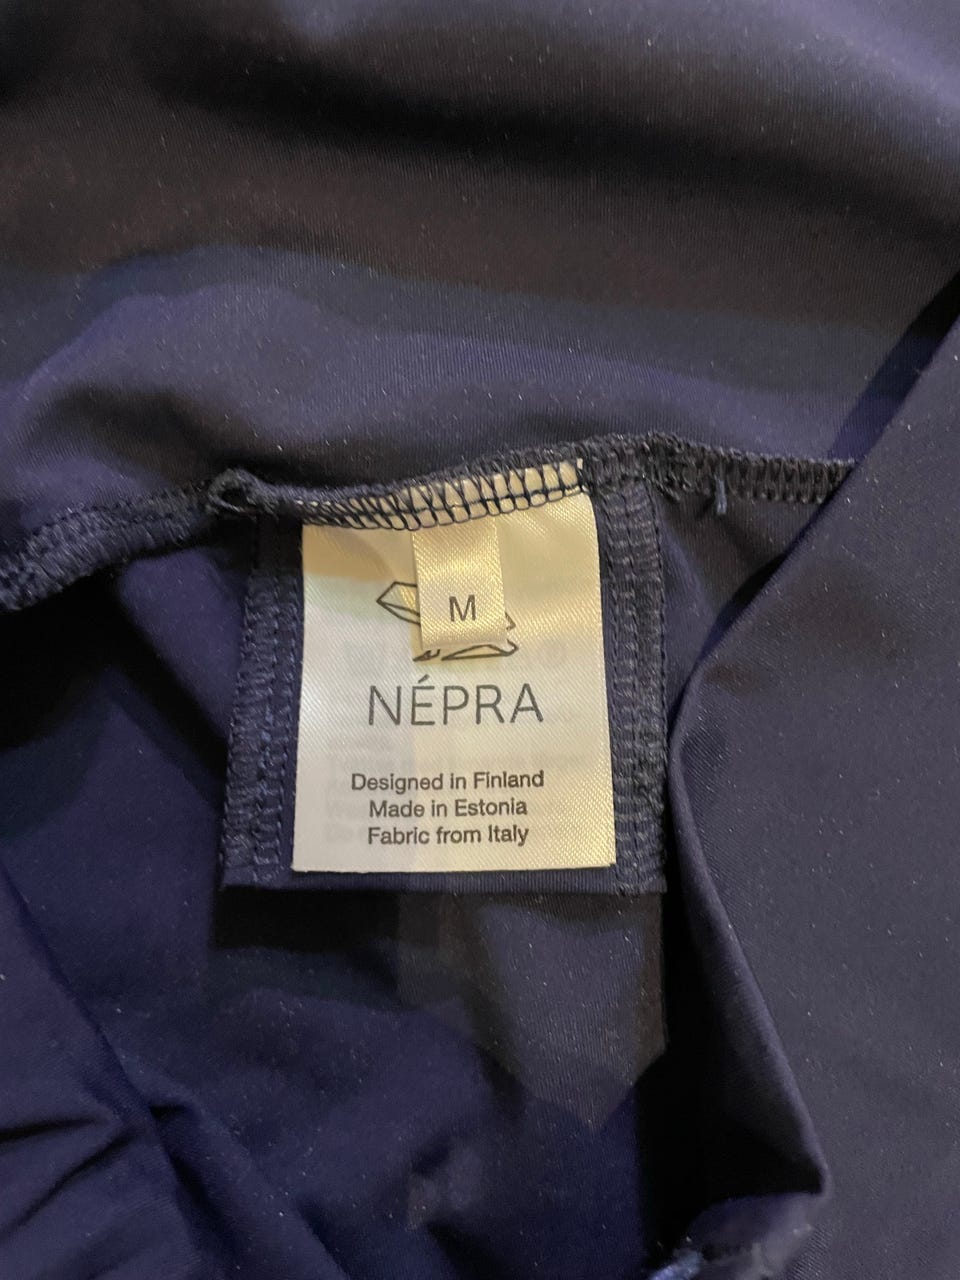 M
NÉPRA
Designed in Finland
Made in Estonia
Fabric from Italy